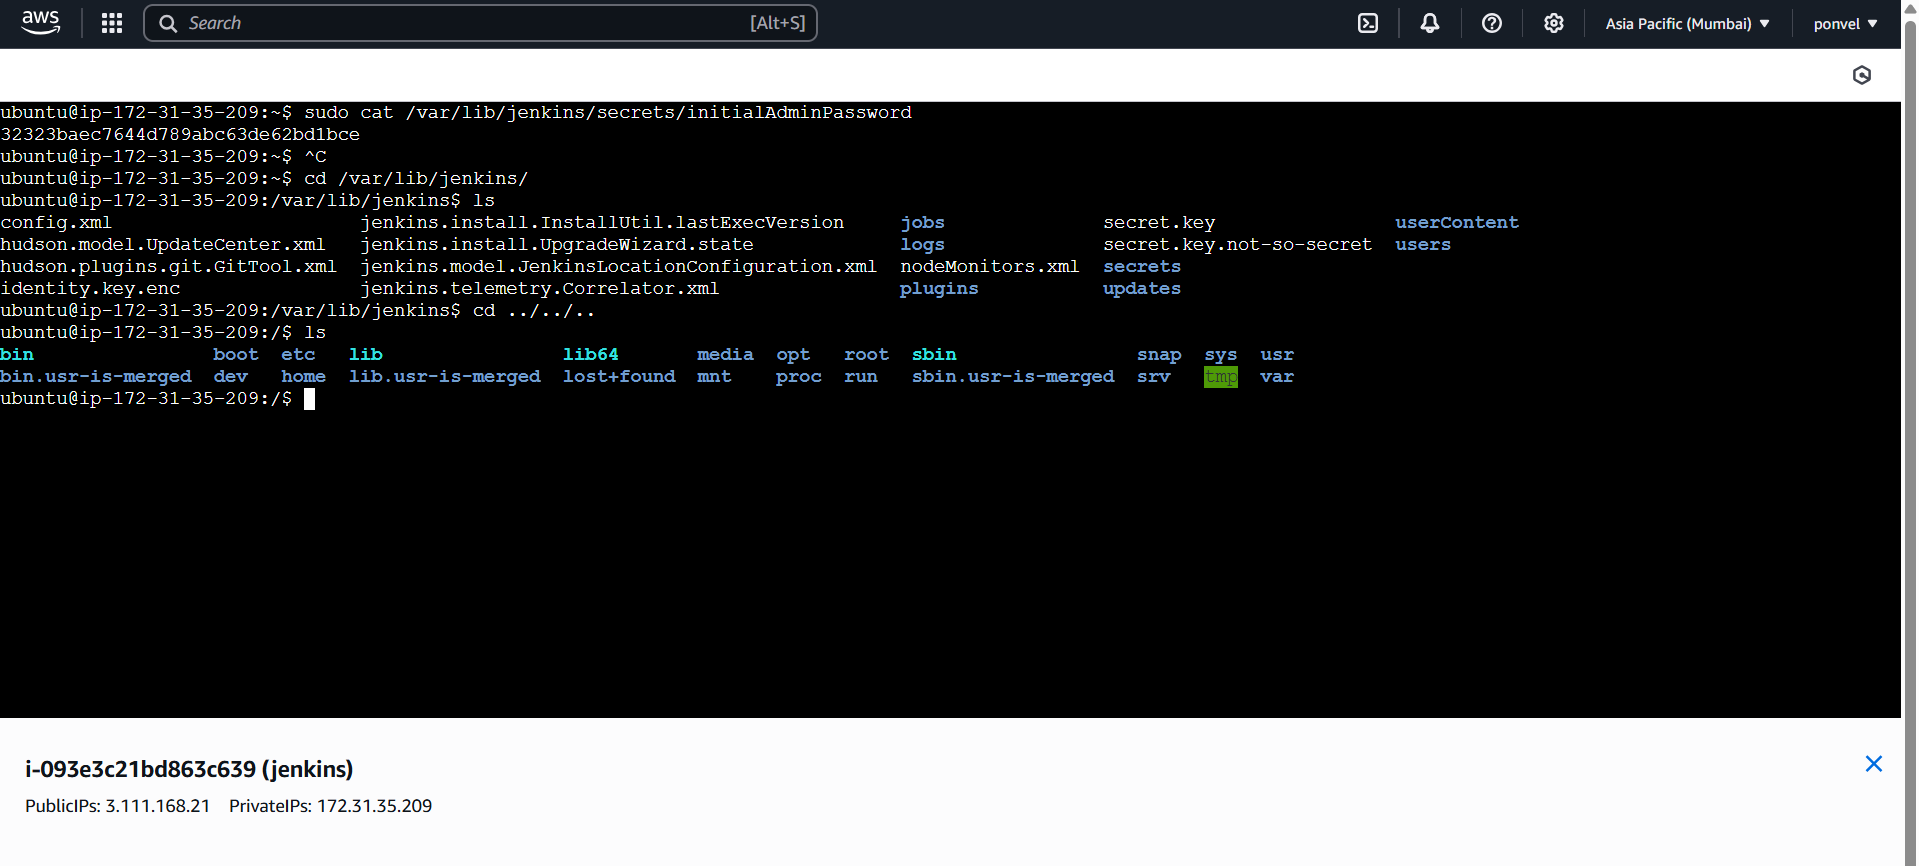 aws Search [Alt+S] Asia Pacific (Mumbai) ponvel
ubuntu@ip-172-31-35-209:~$ sudo cat /var/lib/jenkins/secrets/initialAdminPassword
32323baec7644d789abc63de62bd1bce
ubuntu@ip-172-31-35-209:~$ ^C
ubuntu@ip-172-31-35-209:~$ cd /var/lib/jenkins/
ubuntu@ip-172-31-35-209:/var/lib/jenkins$ ls
config.xml jenkins.install.InstallUtil.lastExecVersion jobs secret.key userContent
hudson.model.UpdateCenter.xml jenkins.install.UpgradeWizard.state logs secret.key.not-so-secret users
hudson.plugins.git.GitTool.xml jenkins.model.JenkinsLocationConfiguration.xml nodeMonitors.xml secrets
identity.key.enc jenkins.telemetry.Correlator.xml plugins updates
ubuntu@ip-172-31-35-209:/var/lib/jenkins$ cd ../../..
ubuntu@ip-172-31-35-209:/$ ls
bin boot etc lib lib64 media opt root sbin snap sys usr
bin.usr-is-merged dev home lib.usr-is-merged lost+found mnt proc run sbin.usr-is-merged srv tmp var
ubuntu@ip-172-31-35-209:/$
i-093e3c21bd863c639 (jenkins)
PublicIPs: 3.111.168.21 PrivateIPs: 172.31.35.209